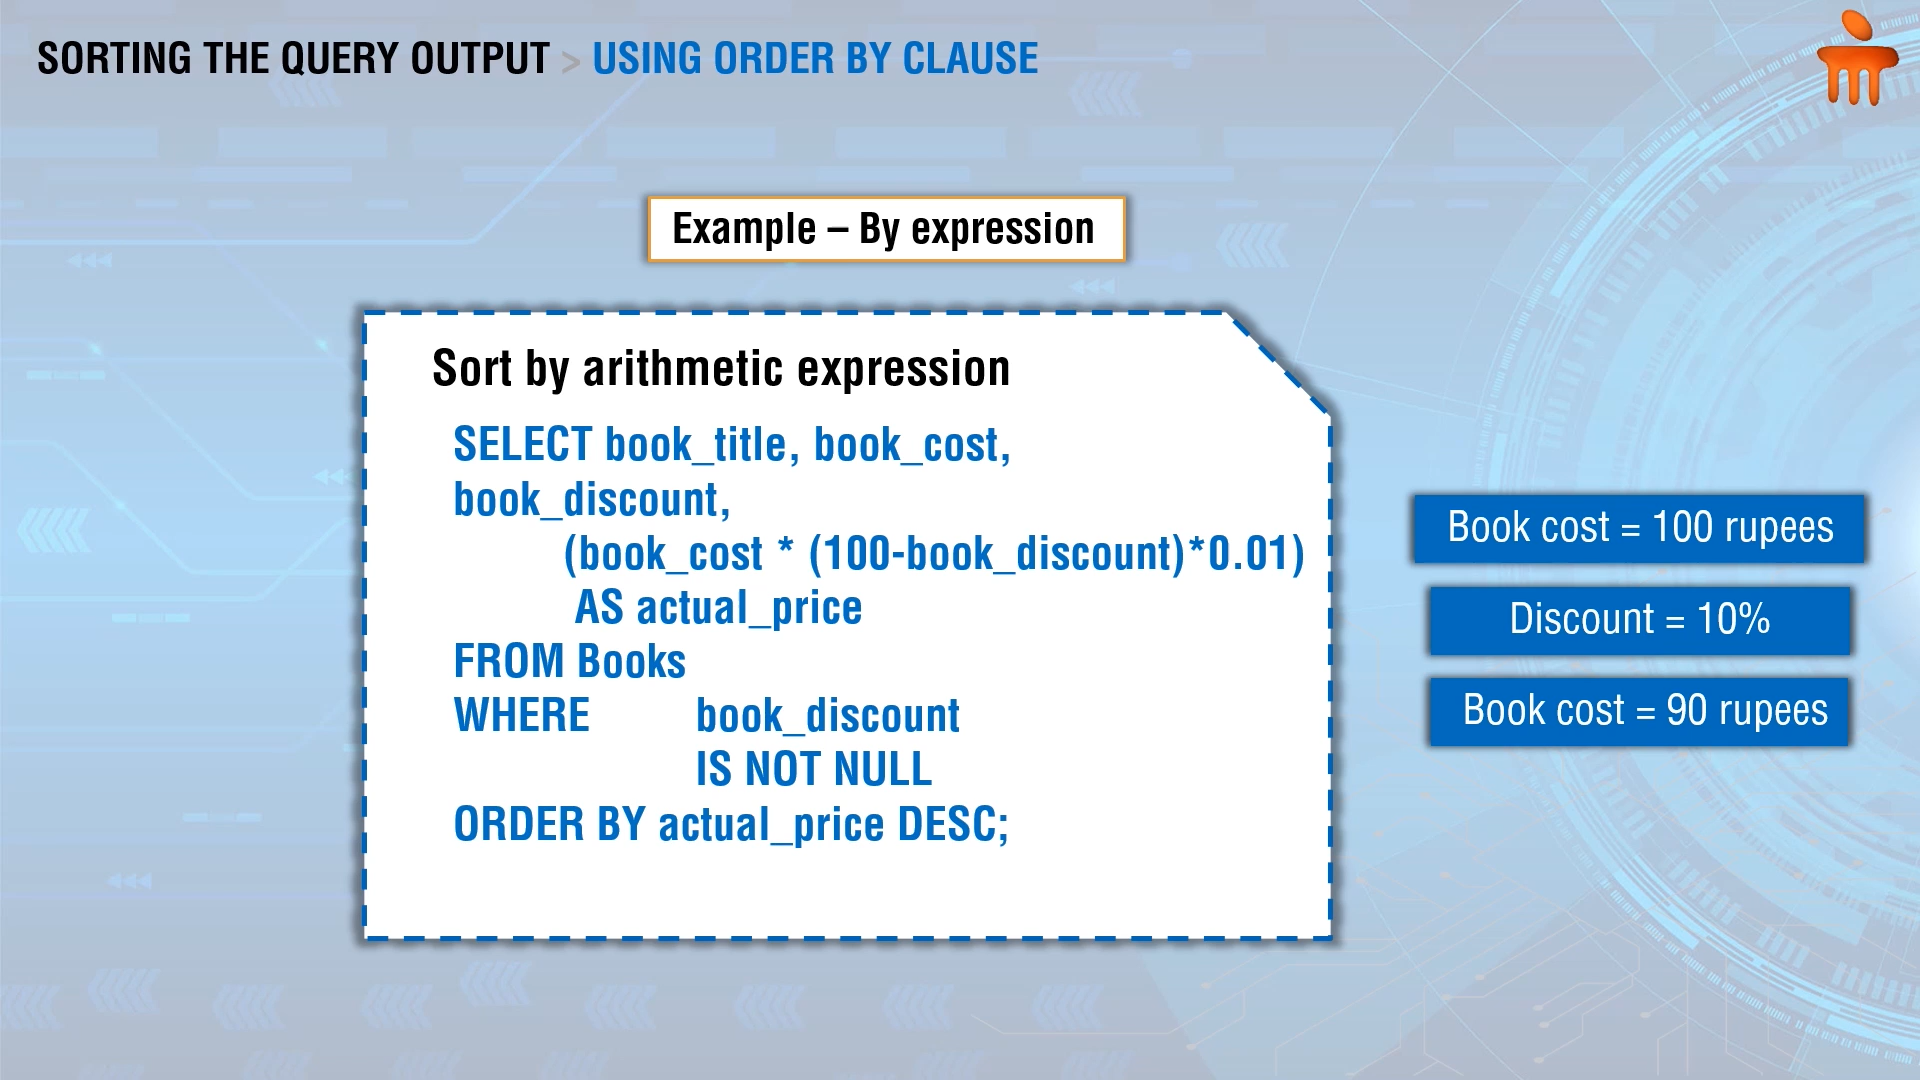 SORTING THE QUERY OUTPUT > USING ORDER BY CLAUSE
Example – By expression
Sort by arithmetic expression
SELECT book_title, book_cost,
book_discount,
(book_cost * (100-book_discount)*0.01)
AS actual_price
FROM Books
WHERE book_discount
IS NOT NULL
ORDER BY actual_price DESC;
Book cost = 100 rupees
Discount = 10%
Book cost = 90 rupees